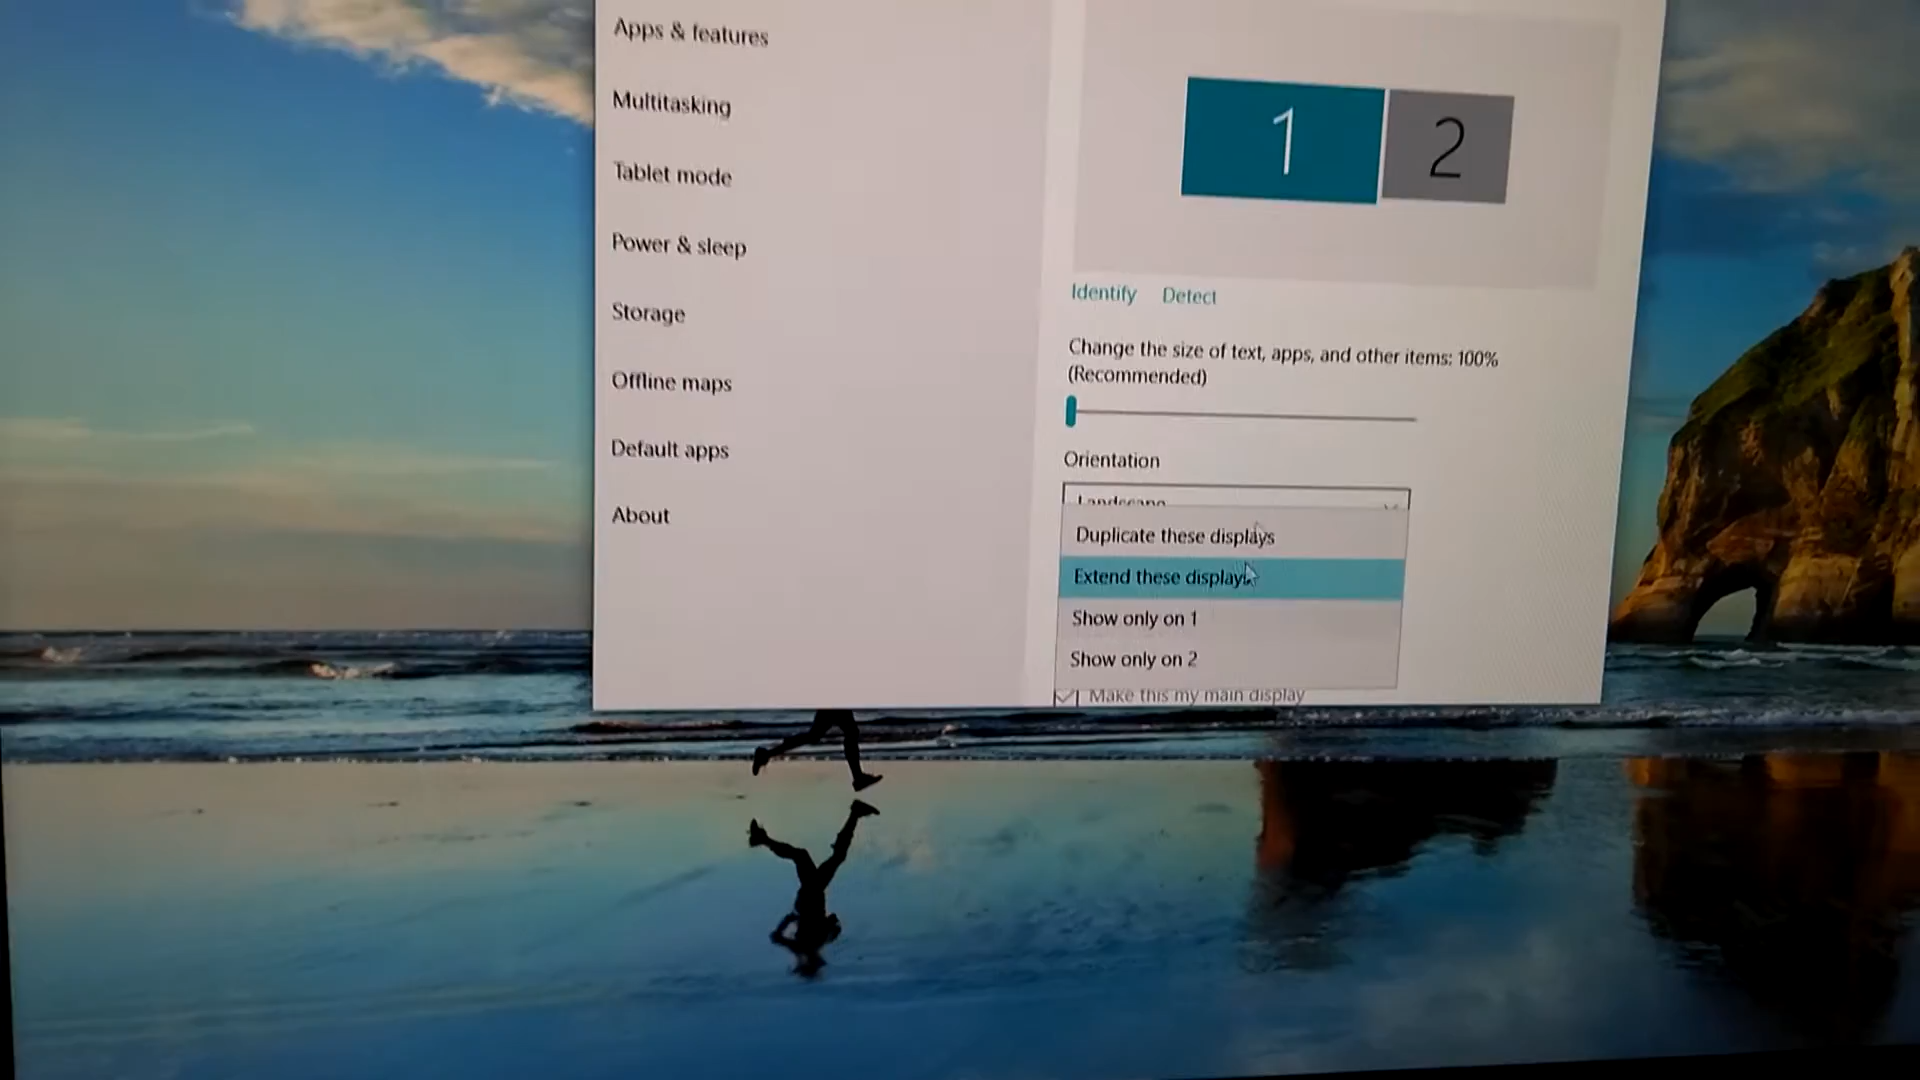 Apps & features
Multitasking
Tablet mode
Power & sleep
Storage
Offline maps
Default apps
About
1
2
Identify Detect
Change the size of text, apps, and other items: 100%
(Recommended)
Orientation
Landscape
Duplicate these displays
Extend these displays
Show only on 1
Show only on 2
Make this my main display